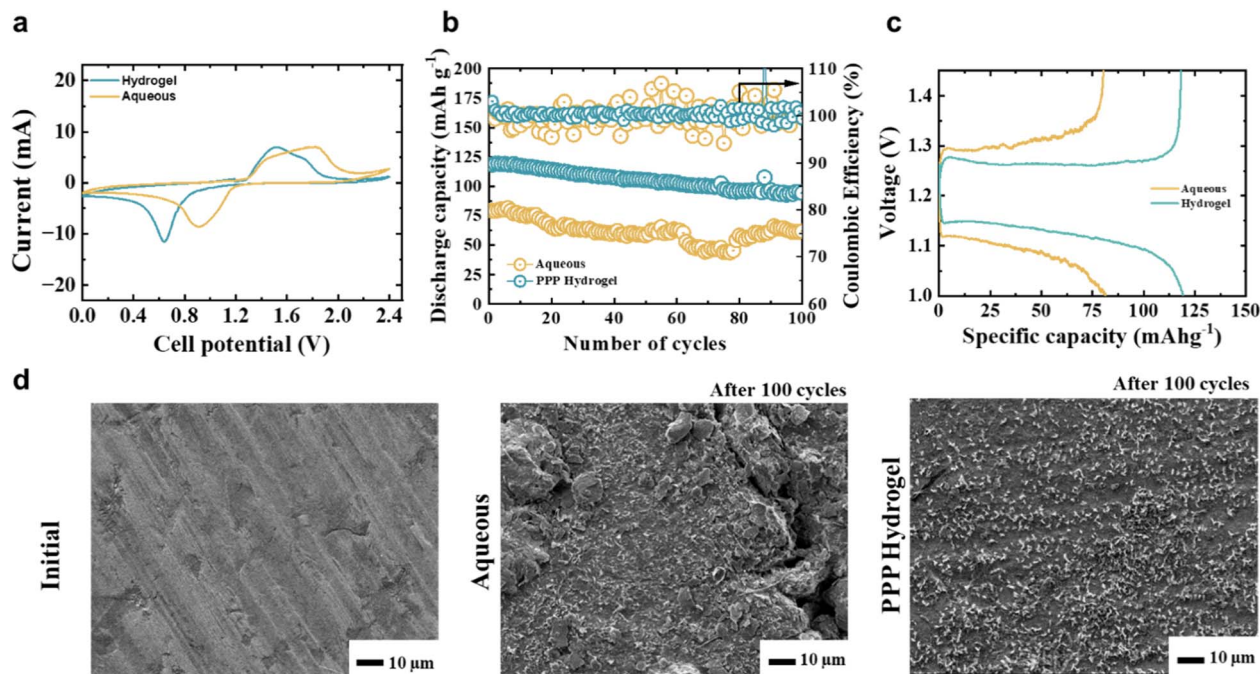 a
20
10
0
−10
−20
Current (mA)
Hydrogel
Aqueous
0.0 0.6 1.2 1.8 2.4
Cell potential (V)
b
200
175
150
125
100
75
50
25
0
Discharge capacity (mAh g-1)
110
100
90
80
70
60
Coulombic Efficiency (%)
Aqueous
PPP Hydrogel
0 20 40 60 80 100
Number of cycles
c
1.4
1.3
1.2
1.1
1.0
Voltage (V)
Aqueous
Hydrogel
0 25 50 75 100 125 150
Specific capacity (mAhg-1)
d
Initial
10 μm
After 100 cycles
Aqueous
10 μm
After 100 cycles
PPP Hydrogel
10 μm